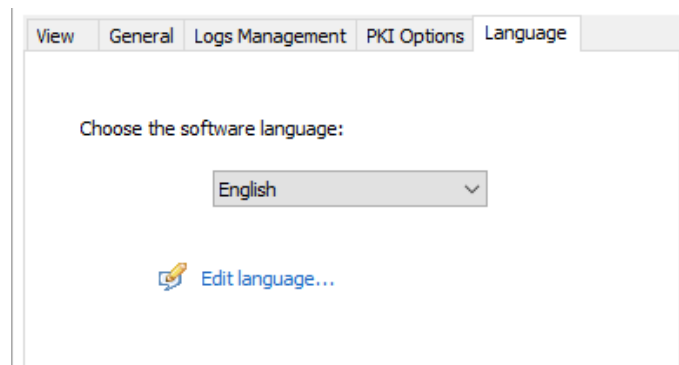 View General Logs Management PKI Options Language
Choose the software language:
English
Edit language...